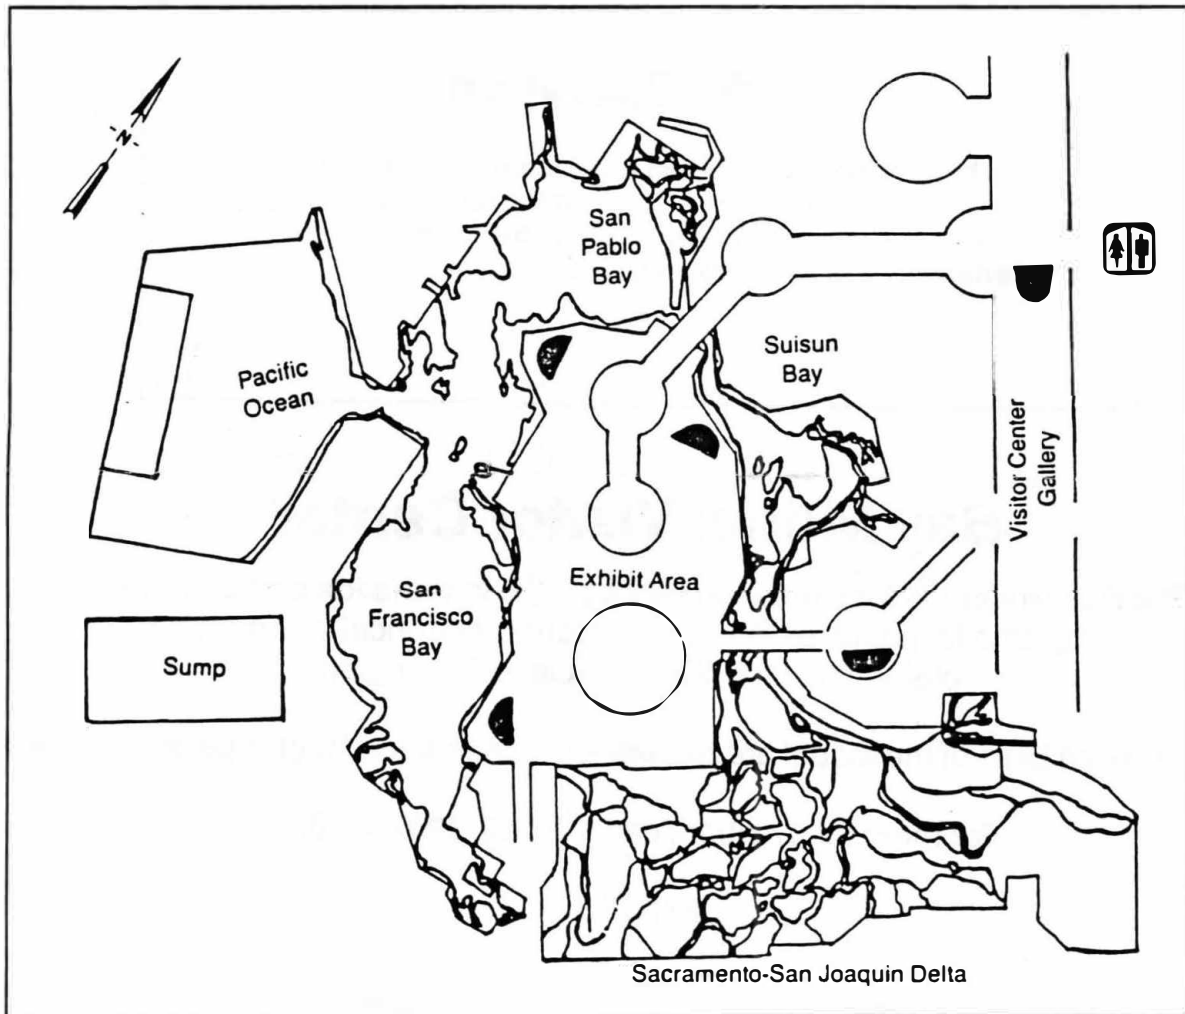 N
San
Pablo
Bay
Suisun
Bay
Pacific
Ocean
Visitor Center
Gallery
Exhibit Area
San
Francisco
Bay
Sump
Sacramento-San Joaquin Delta